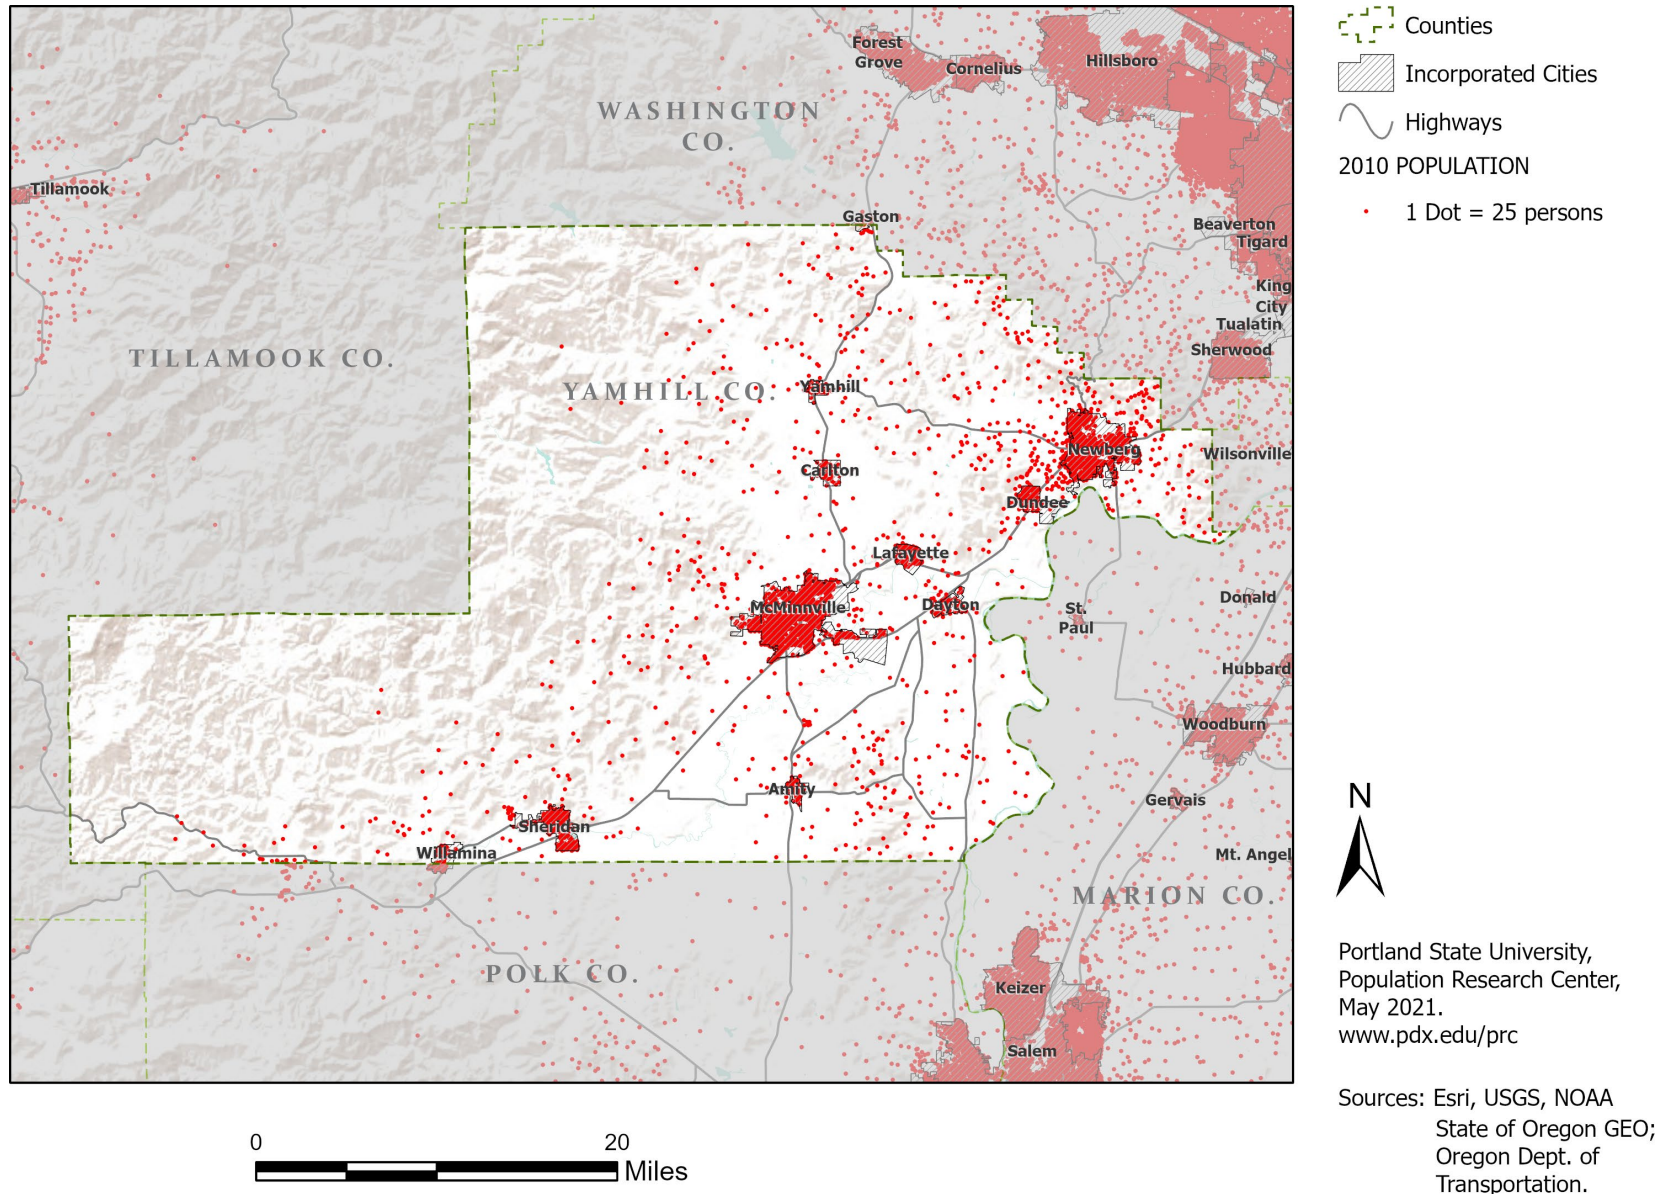 Forest
Grove
Cornelius
Hillsboro
WASHINGTON
CO.
Tillamook
Gaston
Beaverton
Tigard
King
City
Tualatin
Sherwood
TILLAMOOK CO.
YAMHILL CO.
Yamhill
Newberg
Wilsonville
Carlton
Dundee
Lafayette
McMinnville
Dayton
St.
Paul
Donald
Hubbard
Woodburn
Amity
Gervais
Sheridan
Willamina
Mt. Angel
MARION CO.
POLK CO.
Keizer
Salem
0 20
Miles
Counties
Incorporated Cities
Highways
2010 POPULATION
1 Dot = 25 persons
N
Portland State University,
Population Research Center,
May 2021.
www.pdx.edu/prc
Sources: Esri, USGS, NOAA
State of Oregon GEO;
Oregon Dept. of
Transportation.